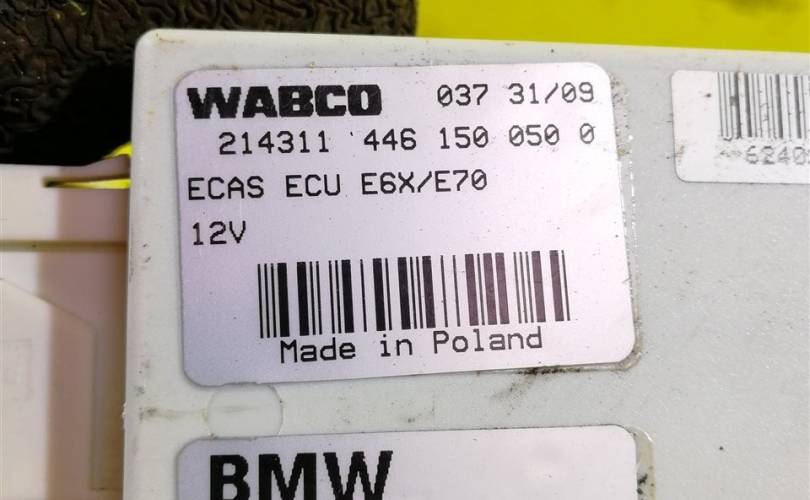 WABCO 037 31/09
214311 446 150 050 0
ECAS ECU E6X/E70
12V
Made in Poland
BMW